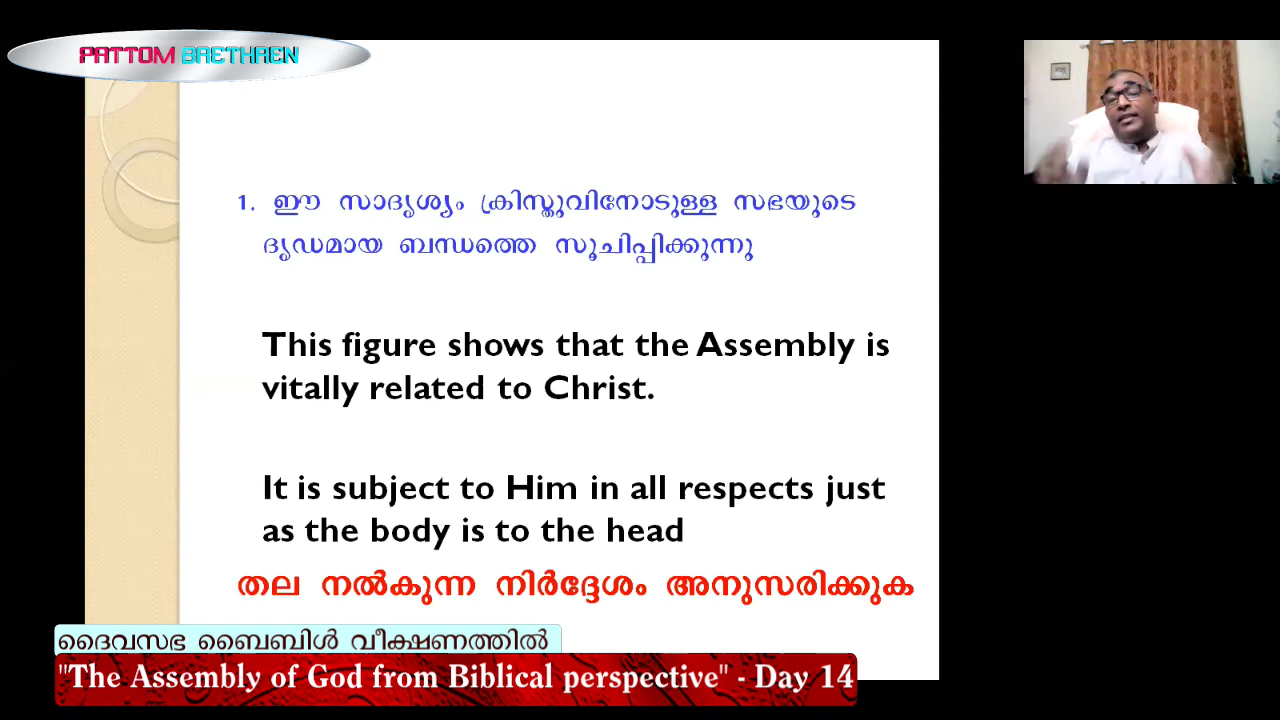 PATTOM BRETHREN
1. ഈ സാദൃശ്യം ക്രിസ്തുവിനോടുള്ള സഭയുടെ
ദൃഡമായ ബന്ധത്തെ സൂചിപ്പിക്കുന്നു
This figure shows that the Assembly is
vitally related to Christ.
It is subject to Him in all respects just
as the body is to the head
തല നൽകുന്ന നിർദ്ദേശം അനുസരിക്കുക
ദൈവസഭ ബൈബിൾ വീക്ഷണത്തിൽ
"The Assembly of God from Biblical perspective" - Day 14